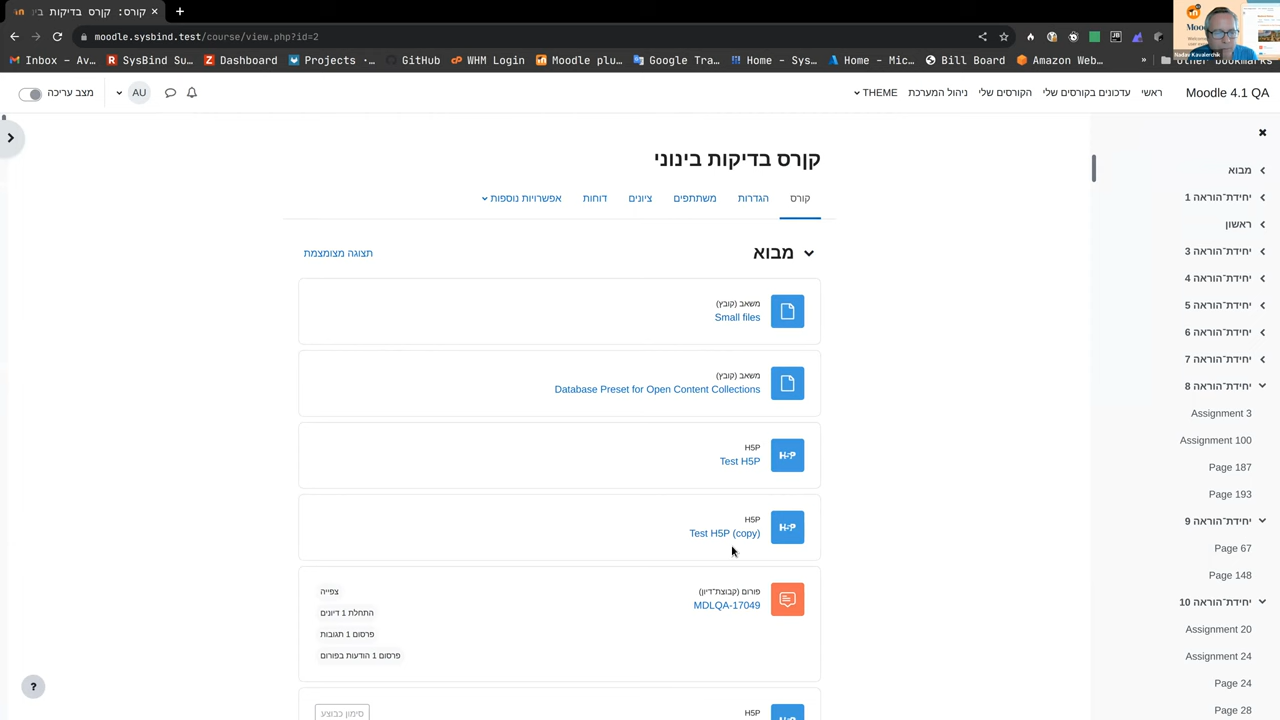 קורס: קורס בדיקות בינוני
moodle.sysbind.test/course/view.php?id=2
Inbox – Av...
SysBind Su...
Dashboard
Projects -
Github
Moodle plu...
Google Tra...
Home – Sys...
Home – Mic...
Bill Board
Amazon Web...
Other bookmarks
Nadav Kavalerchik
Moodle 4.1 QA
ראשי
עדכונים בקורסים שלי
הקורסים שלי
ניהול המערכת
THEME
AU
מצב עריכה
קורס בדיקות בינוני
קורס
הגדרות
משתתפים
ציונים
דוחות
אפשרויות נוספות
מבוא
תצוגה מצומצמת
משאב (קובץ)
Small files
משאב (קובץ)
Database Preset for Open Content Collections
H5P
H-P
Test H5P
H5P
H-P
Test H5P (copy)
פורום (קבוצת־דיון)
MDLQA-17049
צפייה
התחלת 1 דיונים
פרסום 1 תגובות
פרסום 1 הודעות בפורום
H5P
סימון כבוצע
?
מבוא
יחידת־הוראה 1
ראשון
יחידת־הוראה 3
יחידת־הוראה 4
יחידת־הוראה 5
יחידת־הוראה 6
יחידת־הוראה 7
יחידת־הוראה 8
Assignment 3
Assignment 100
Page 187
Page 193
יחידת־הוראה 9
Page 67
Page 148
יחידת־הוראה 10
Assignment 20
Assignment 24
Page 24
Page 28